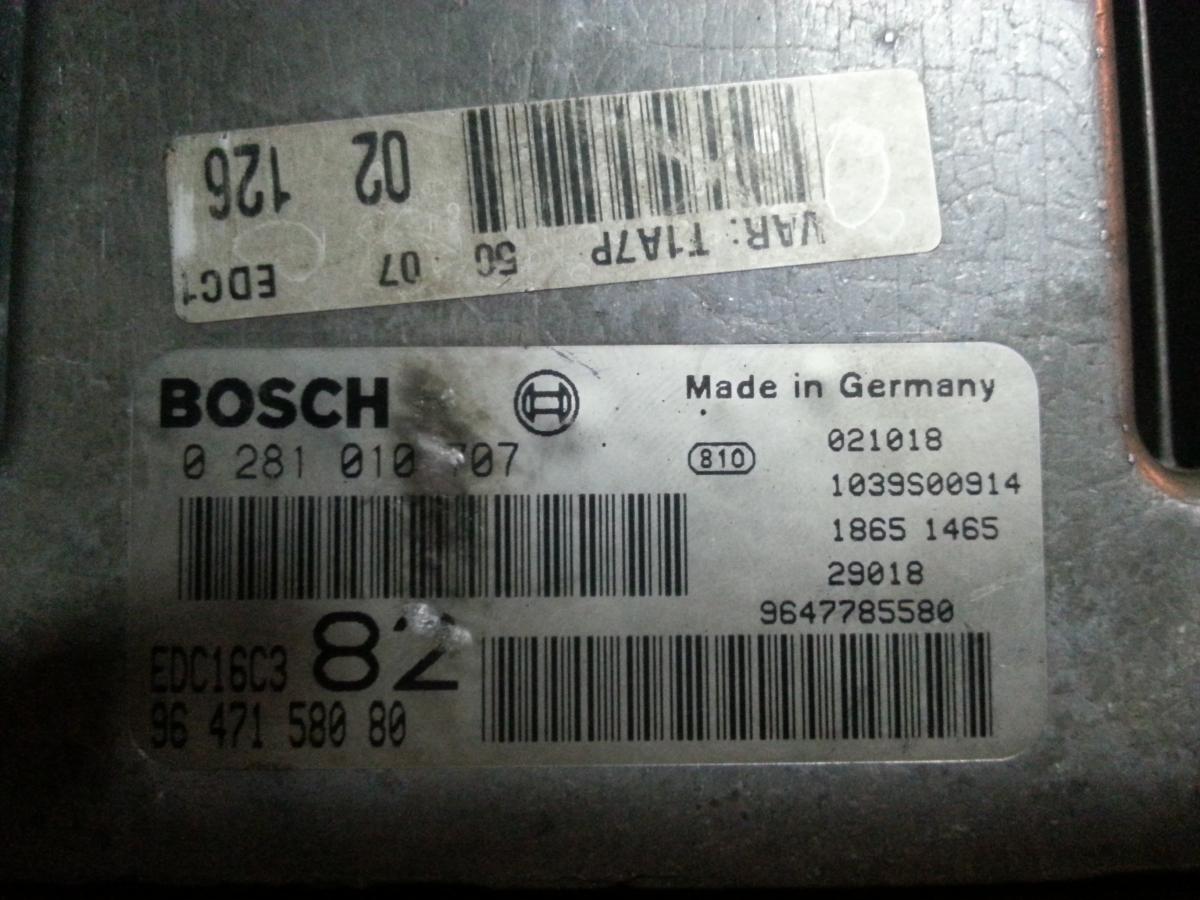 VAR: T1A7P 50 07 EDC1
02 126
BOSCH
Made in Germany
0 281 010 707
810
021018
1039S00914
1865 1465
29018
9647785580
EDC16C3 82
96 471 580 80